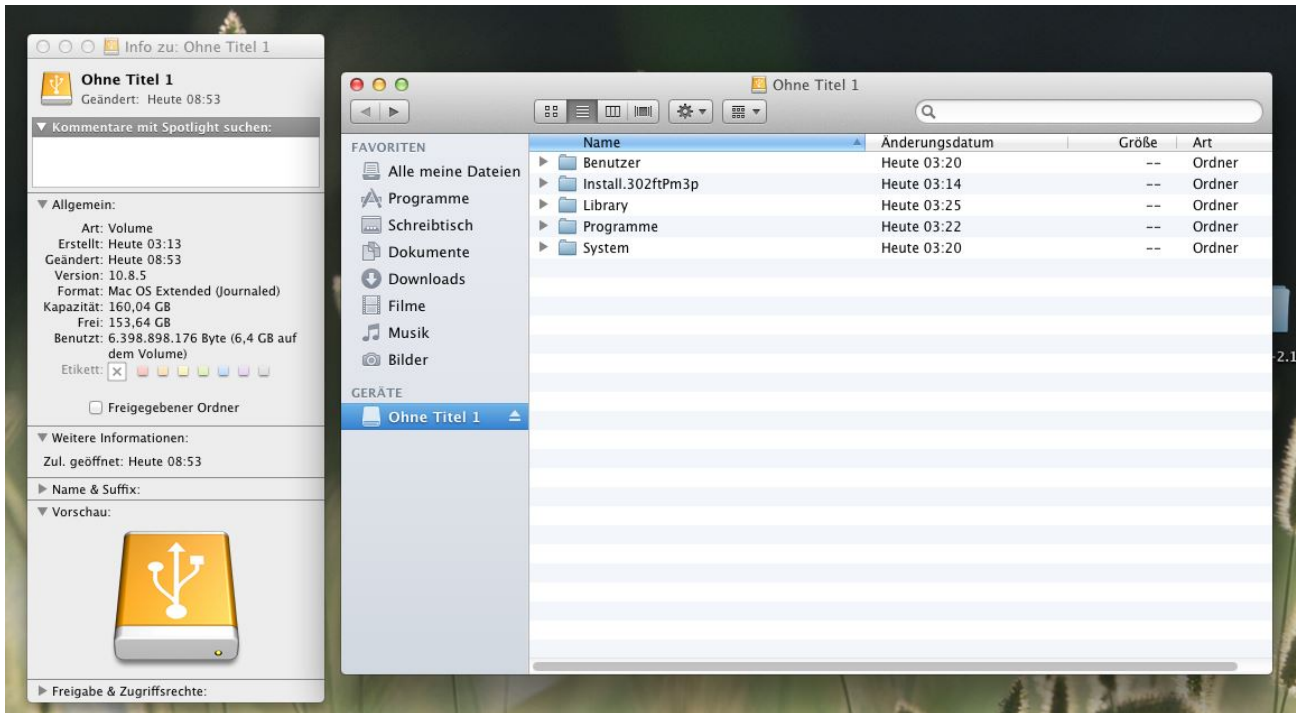 Info zu: Ohne Titel 1
Ohne Titel 1
Geändert: Heute 08:53
Kommentare mit Spotlight suchen:
Allgemein:
Art: Volume
Erstellt: Heute 03:13
Geändert: Heute 08:53
Version: 10.8.5
Format: Mac OS Extended (Journaled)
Kapazität: 160,04 GB
Frei: 153,64 GB
Benutzt: 6.398.898.176 Byte (6,4 GB auf
dem Volume)
Etikett:
Freigegebener Ordner
Weitere Informationen:
Zul. geöffnet: Heute 08:53
Name & Suffix:
Vorschau:
Freigabe & Zugriffsrechte:
Ohne Titel 1
FAVORITEN
Alle meine Dateien
Programme
Schreibtisch
Dokumente
Downloads
Filme
Musik
Bilder
GERÄTE
Ohne Titel 1
Name Änderungsdatum Größe Art
Benutzer Heute 03:20 -- Ordner
Install.302ftPm3p Heute 03:14 -- Ordner
Library Heute 03:25 -- Ordner
Programme Heute 03:22 -- Ordner
System Heute 03:20 -- Ordner
-2.1